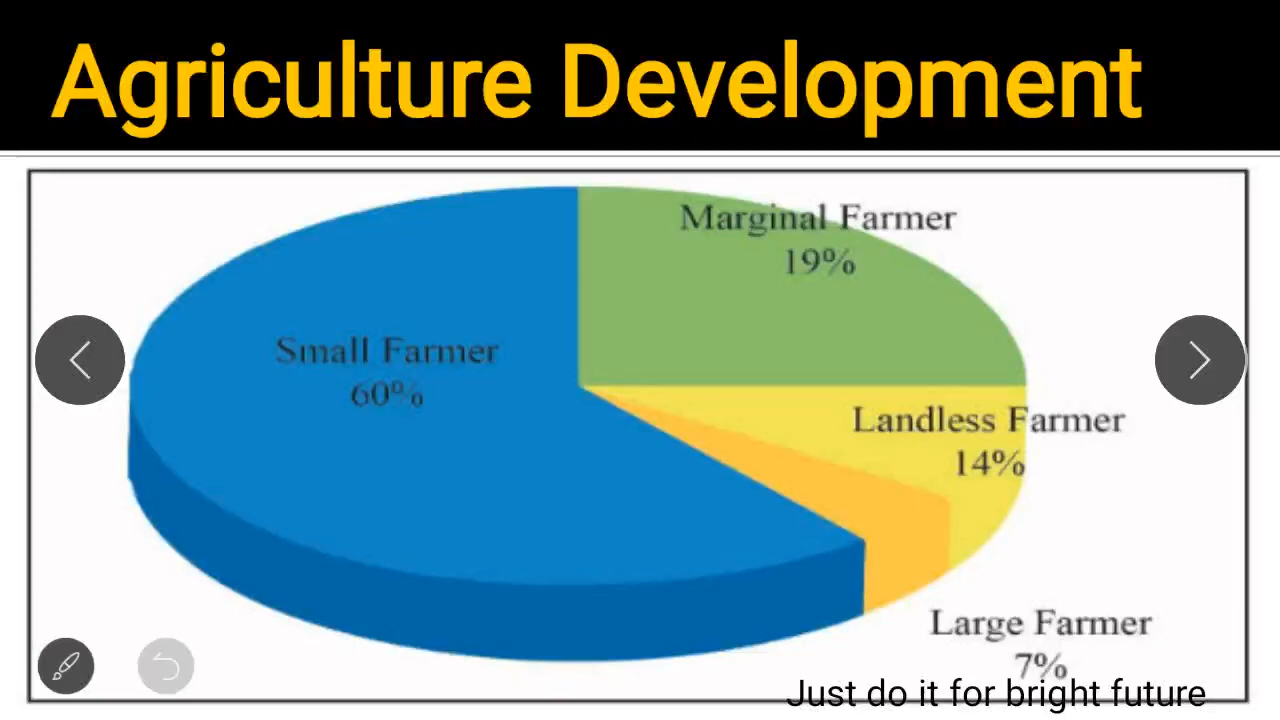 Agriculture Development
Marginal Farmer
19%
Small Farmer
60%
Landless Farmer
14%
Large Farmer
7%
Just do it for bright future